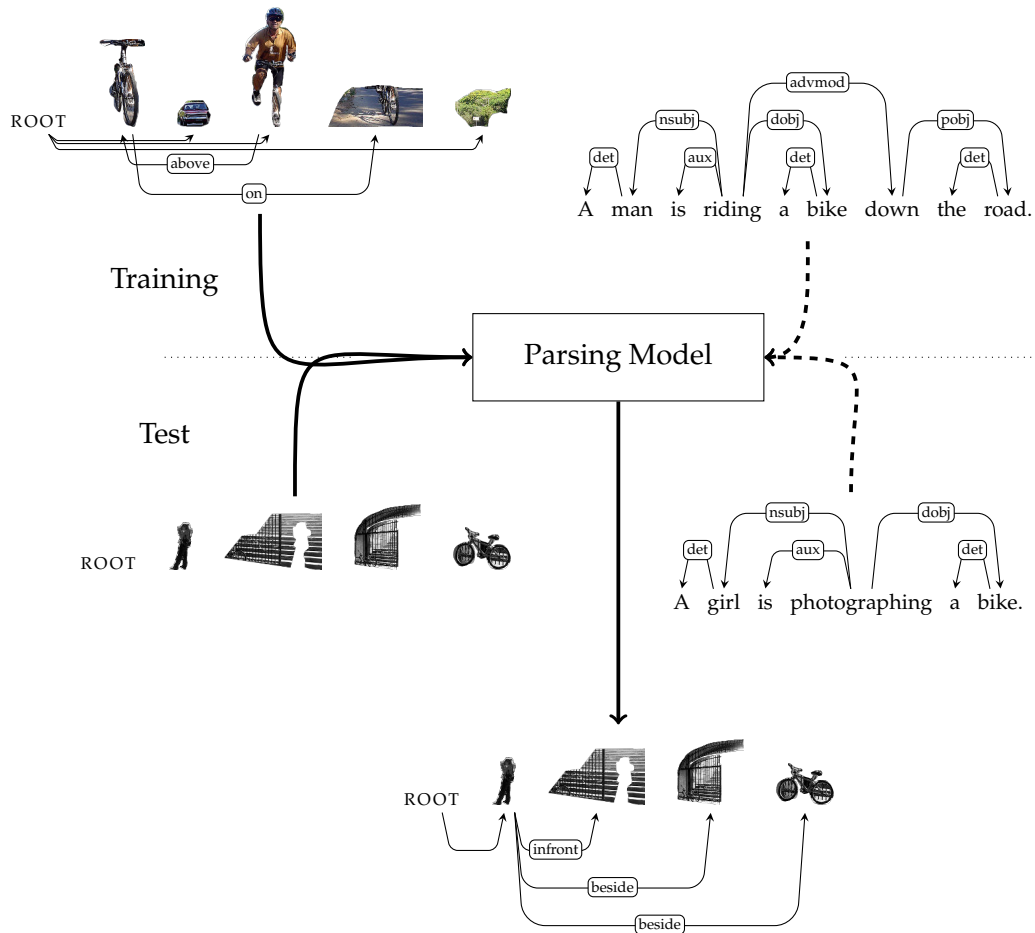 ROOT
above
on
advmod
nsubj
dobj
pobj
det
aux
det
det
A man is riding a bike down the road.
Training
Parsing Model
Test
ROOT
nsubj
dobj
det
aux
det
A girl is photographing a bike.
ROOT
infront
beside
beside